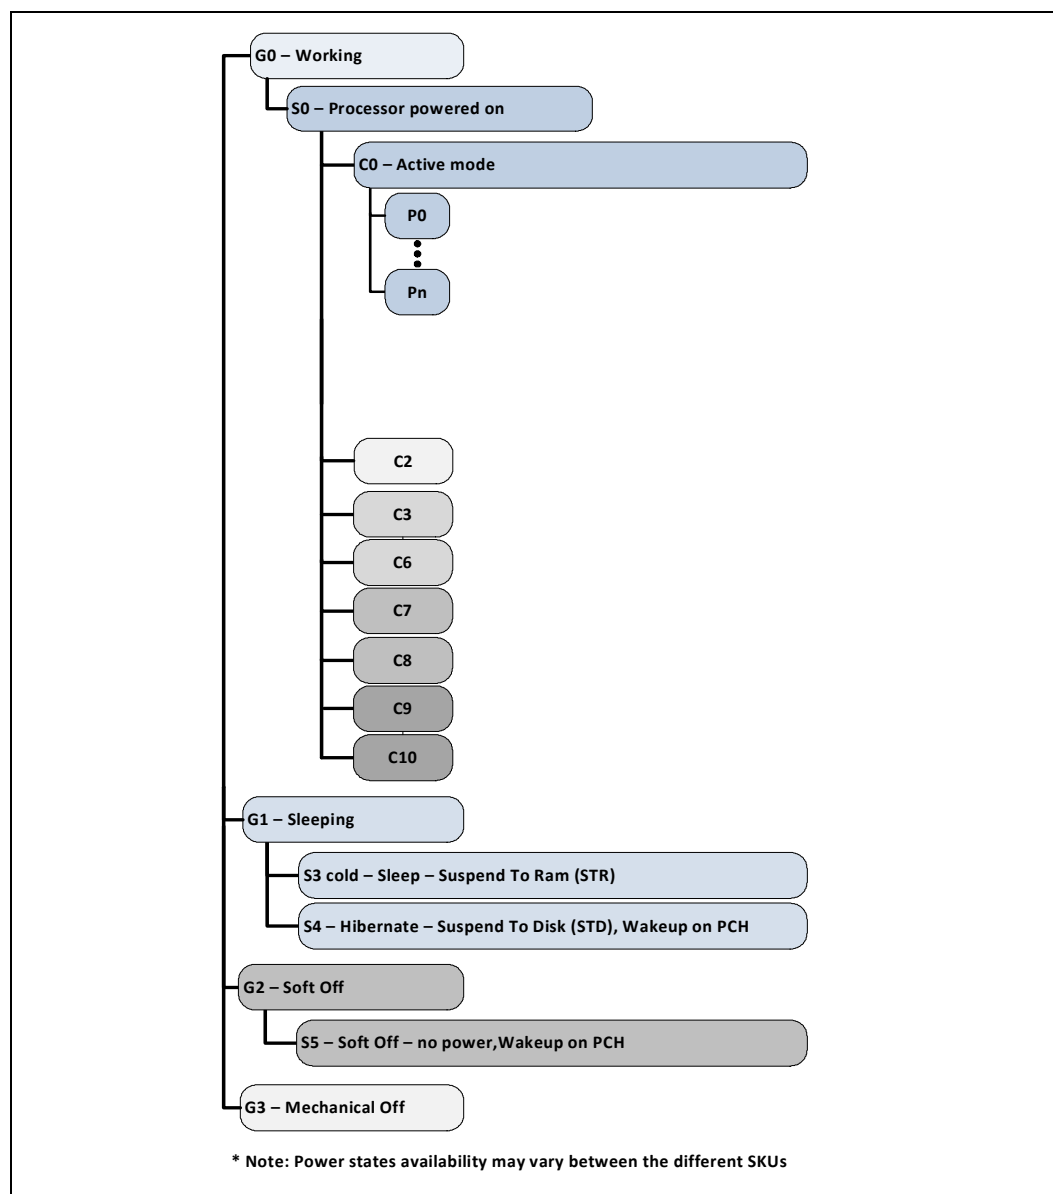 G0 – Working
S0 – Processor powered on
C0 – Active mode
P0
Pn
C2
C3
C6
C7
C8
C9
C10
G1 – Sleeping
S3 cold – Sleep – Suspend To Ram (STR)
S4 – Hibernate – Suspend To Disk (STD), Wakeup on PCH
G2 – Soft Off
S5 – Soft Off – no power,Wakeup on PCH
G3 – Mechanical Off
* Note: Power states availability may vary between the different SKUs